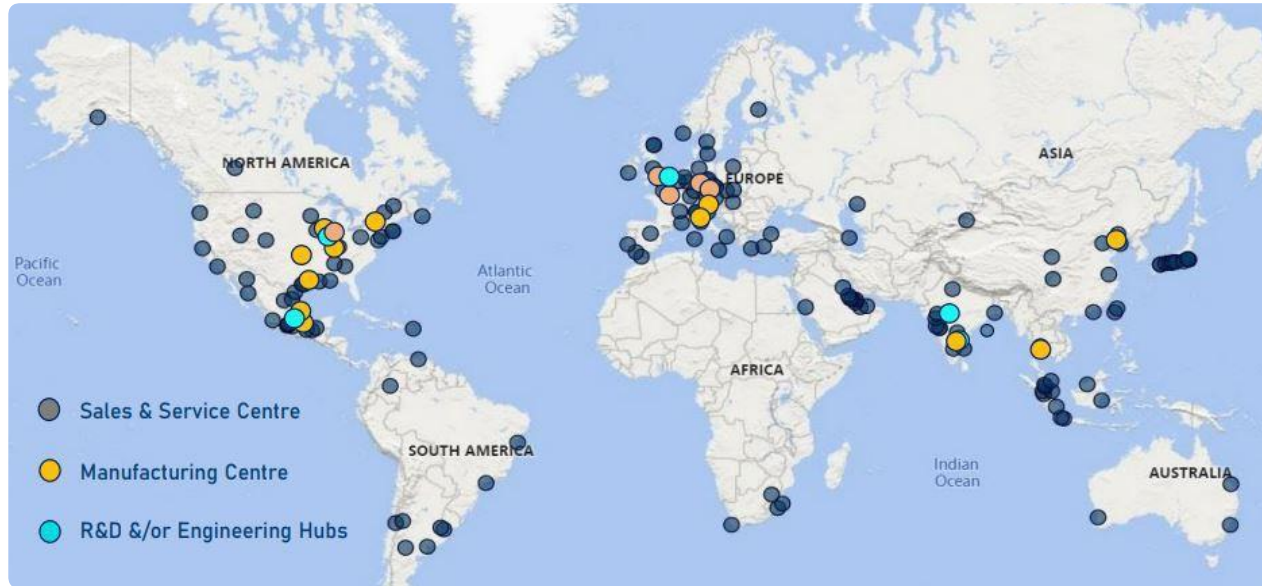 NORTH AMERICA
EUROPE
ASIA
Pacific
Ocean
Atlantic
Ocean
AFRICA
SOUTH AMERICA
Indian
Ocean
AUSTRALIA
Sales & Service Centre
Manufacturing Centre
R&D &/or Engineering Hubs